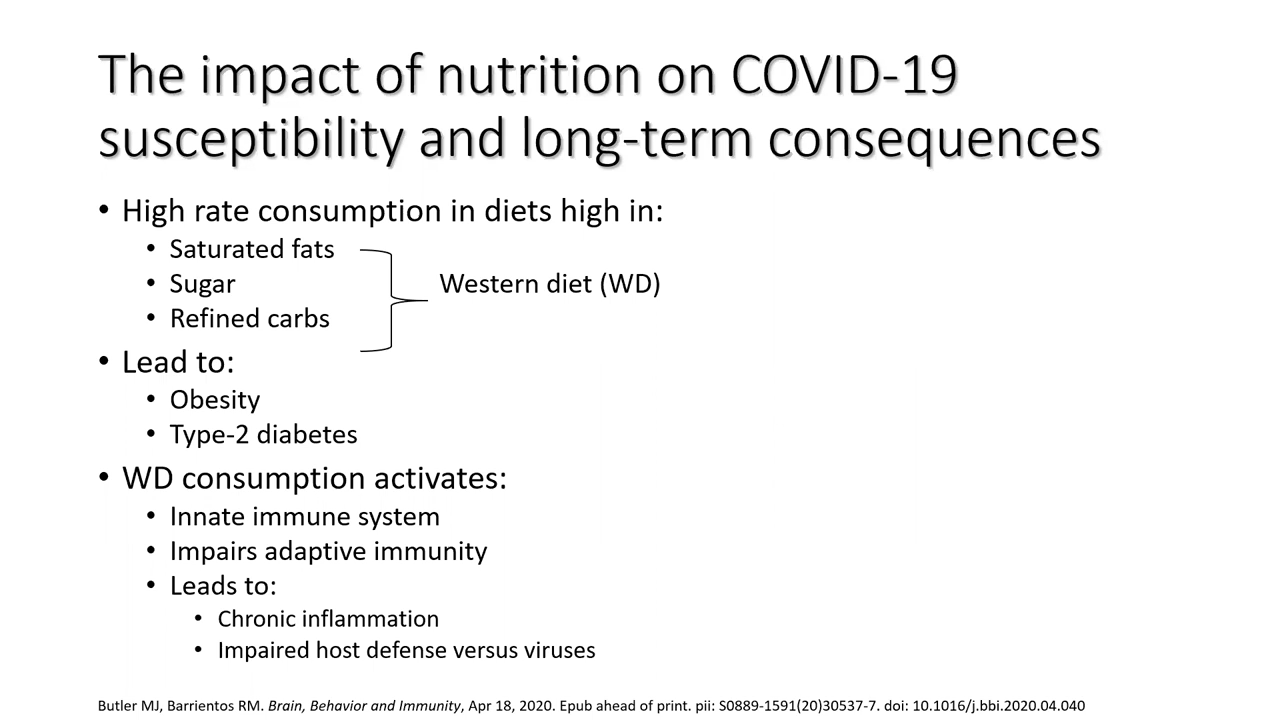 The impact of nutrition on COVID-19
susceptibility and long-term consequences
• High rate consumption in diets high in:
• Saturated fats
• Sugar
Western diet (WD)
• Refined carbs
• Lead to:
• Obesity
• Type-2 diabetes
• WD consumption activates:
• Innate immune system
• Impairs adaptive immunity
• Leads to:
• Chronic inflammation
• Impaired host defense versus viruses
Butler MJ, Barrientos RM. Brain, Behavior and Immunity, Apr 18, 2020. Epub ahead of print. pii: S0889-1591(20)30537-7. doi: 10.1016/j.bbi.2020.04.040